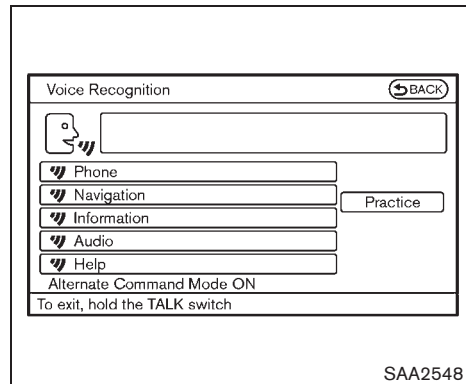 Voice Recognition
BACK
Phone
Navigation
Practice
Information
Audio
Help
Alternate Command Mode ON
To exit, hold the TALK switch
SAA2548